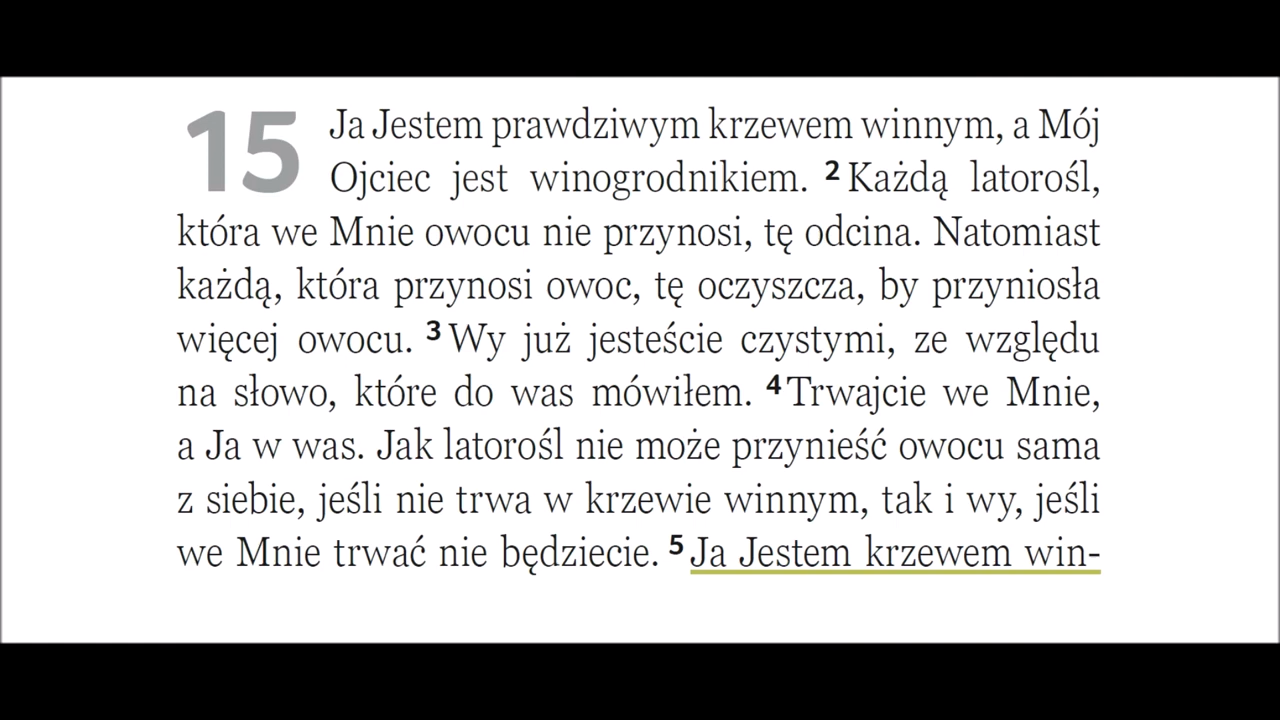 15 Ja Jestem prawdziwym krzewem winnym, a Mój
Ojciec jest winogrodnikiem. 2 Każdą latorośl,
która we Mnie owocu nie przynosi, tę odcina. Natomiast
każdą, która przynosi owoc, tę oczyszcza, by przyniosła
więcej owocu. 3 Wy już jesteście czystymi, ze względu
na słowo, które do was mówiłem. 4 Trwajcie we Mnie,
a Ja w was. Jak latorośl nie może przynieść owocu sama
z siebie, jeśli nie trwa w krzewie winnym, tak i wy, jeśli
we Mnie trwać nie będziecie. 5 Ja Jestem krzewem win-